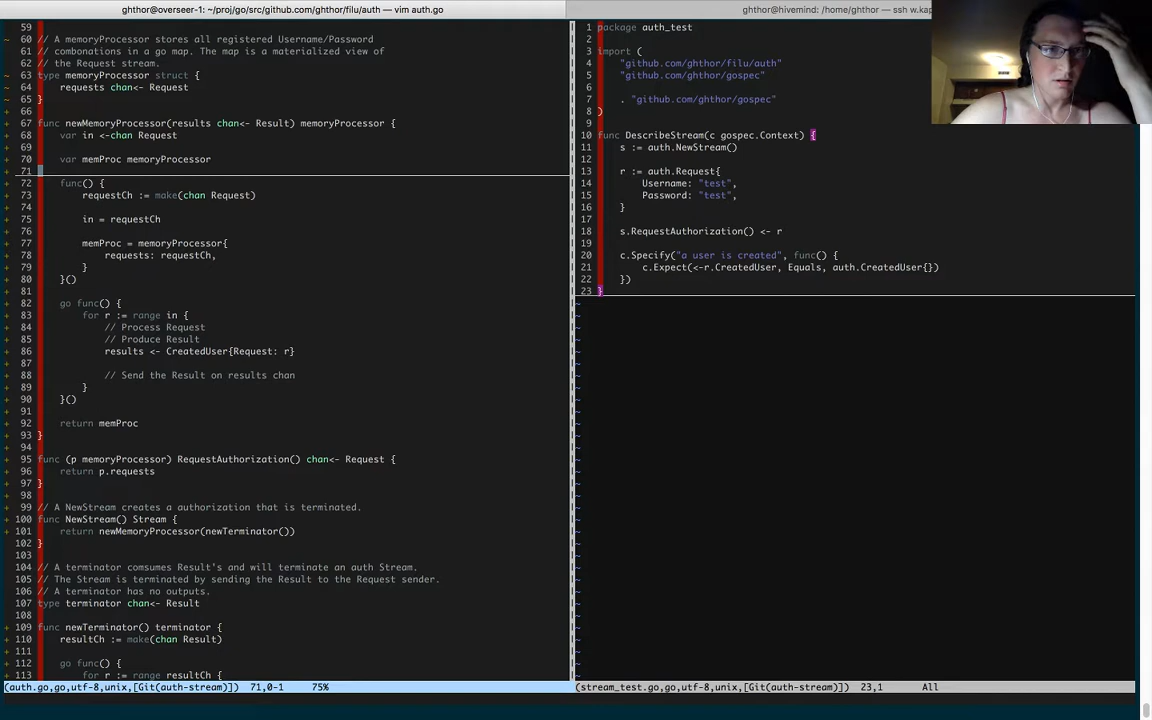 ghthor@overseer-1: ~/proj/go/src/github.com/ghthor/filu/auth — vim auth.go
ghthor@hivemind: /home/ghthor — ssh w.kap
59
~ 60 // A memoryProcessor stores all registered Username/Password
~ 61 // combonations in a go map. The map is a materialized view of
~ 62 // the Request stream.
~ 63 type memoryProcessor struct {
+ 64     requests chan<- Request
~ 65 }
+ 66
+ 67 func newMemoryProcessor(results chan<- Result) memoryProcessor {
+ 68     var in <-chan Request
+ 69
+ 70     var memProc memoryProcessor
+ 71
+ 72     func() {
+ 73         requestCh := make(chan Request)
+ 74
+ 75         in = requestCh
+ 76
+ 77         memProc = memoryProcessor{
+ 78             requests: requestCh,
+ 79         }
+ 80     }()
+ 81
+ 82     go func() {
+ 83         for r := range in {
+ 84             // Process Request
+ 85             // Produce Result
+ 86             results <- CreatedUser{Request: r}
+ 87
+ 88             // Send the Result on results chan
+ 89         }
+ 90     }()
+ 91
+ 92     return memProc
+ 93 }
+ 94
+ 95 func (p memoryProcessor) RequestAuthorization() chan<- Request {
+ 96     return p.requests
+ 97 }
+ 98
+ 99 // A NewStream creates a authorization that is terminated.
+ 100 func NewStream() Stream {
+ 101     return newMemoryProcessor(newTerminator())
102 }
103
104 // A terminator comsumes Result's and will terminate an auth Stream.
105 // The Stream is terminated by sending the Result to the Request sender.
106 // A terminator has no outputs.
107 type terminator chan<- Result
108
+ 109 func newTerminator() terminator {
+ 110     resultCh := make(chan Result)
+ 111
+ 112     go func() {
+ 113         for r := range resultCh {
(auth.go,go,utf-8,unix,[Git(auth-stream)]) 71,0-1 75%
1 package auth_test
2
3 import (
4     "github.com/ghthor/filu/auth"
5     "github.com/ghthor/gospec"
6
7     . "github.com/ghthor/gospec"
8 )
9
10 func DescribeStream(c gospec.Context) {
11     s := auth.NewStream()
12
13     r := auth.Request{
14         Username: "test",
15         Password: "test",
16     }
17
18     s.RequestAuthorization() <- r
19
20     c.Specify("a user is created", func() {
21         c.Expect(<-r.CreatedUser, Equals, auth.CreatedUser{})
22     })
23 }
(stream_test.go,go,utf-8,unix,[Git(auth-stream)]) 23,1 All